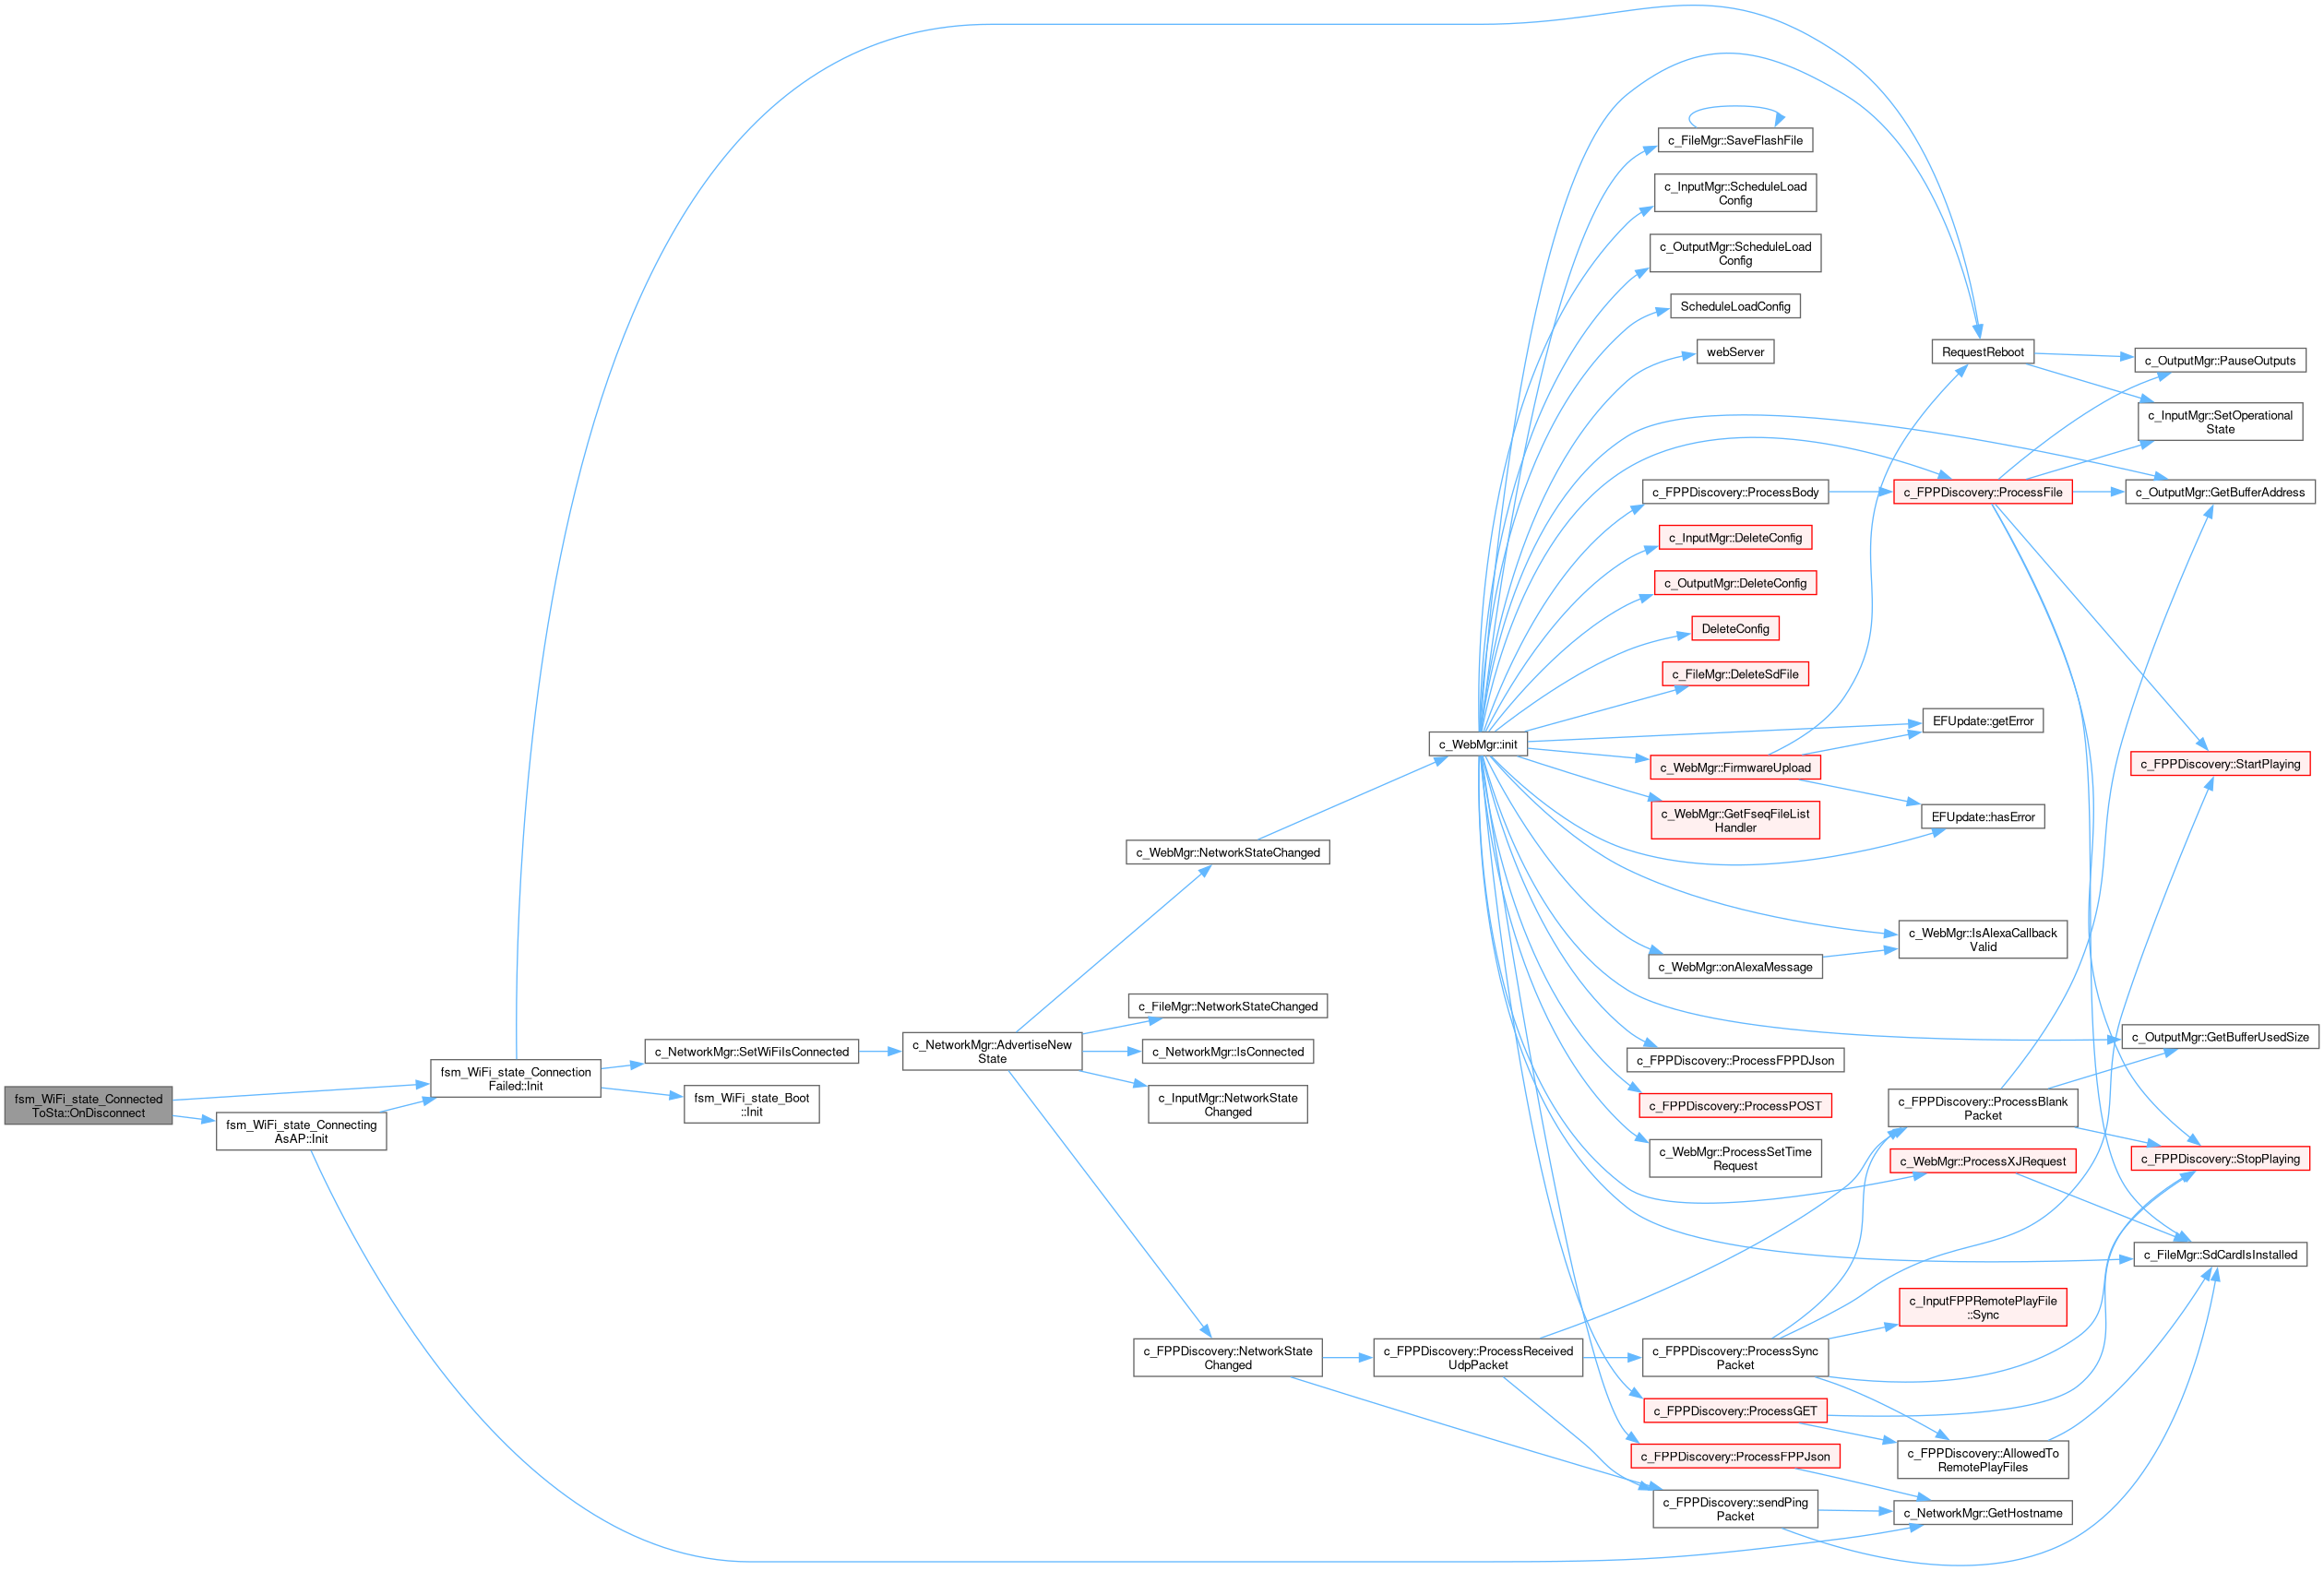 fsm_WiFi_state_Connected
ToSta::OnDisconnect
fsm_WiFi_state_Connecting
AsAP::Init
fsm_WiFi_state_Connection
Failed::Init
c_NetworkMgr::SetWiFiIsConnected
fsm_WiFi_state_Boot
::Init
c_NetworkMgr::AdvertiseNew
State
c_WebMgr::NetworkStateChanged
c_FileMgr::NetworkStateChanged
c_NetworkMgr::IsConnected
c_InputMgr::NetworkState
Changed
c_FPPDiscovery::NetworkState
Changed
c_WebMgr::init
c_FPPDiscovery::ProcessReceived
UdpPacket
c_FileMgr::SaveFlashFile
c_InputMgr::ScheduleLoad
Config
c_OutputMgr::ScheduleLoad
Config
ScheduleLoadConfig
webServer
c_FPPDiscovery::ProcessBody
c_InputMgr::DeleteConfig
c_OutputMgr::DeleteConfig
DeleteConfig
c_FileMgr::DeleteSdFile
c_WebMgr::FirmwareUpload
c_WebMgr::GetFseqFileList
Handler
c_WebMgr::onAlexaMessage
c_FPPDiscovery::ProcessFPPDJson
c_FPPDiscovery::ProcessPOST
c_WebMgr::ProcessSetTime
Request
c_FPPDiscovery::ProcessSync
Packet
c_FPPDiscovery::ProcessGET
c_FPPDiscovery::ProcessFPPJson
c_FPPDiscovery::sendPing
Packet
RequestReboot
c_FPPDiscovery::ProcessFile
EFUpdate::getError
EFUpdate::hasError
c_WebMgr::IsAlexaCallback
Valid
c_FPPDiscovery::ProcessBlank
Packet
c_WebMgr::ProcessXJRequest
c_InputFPPRemotePlayFile
::Sync
c_FPPDiscovery::AllowedTo
RemotePlayFiles
c_NetworkMgr::GetHostname
c_OutputMgr::PauseOutputs
c_InputMgr::SetOperational
State
c_OutputMgr::GetBufferAddress
c_FPPDiscovery::StartPlaying
c_OutputMgr::GetBufferUsedSize
c_FPPDiscovery::StopPlaying
c_FileMgr::SdCardIsInstalled